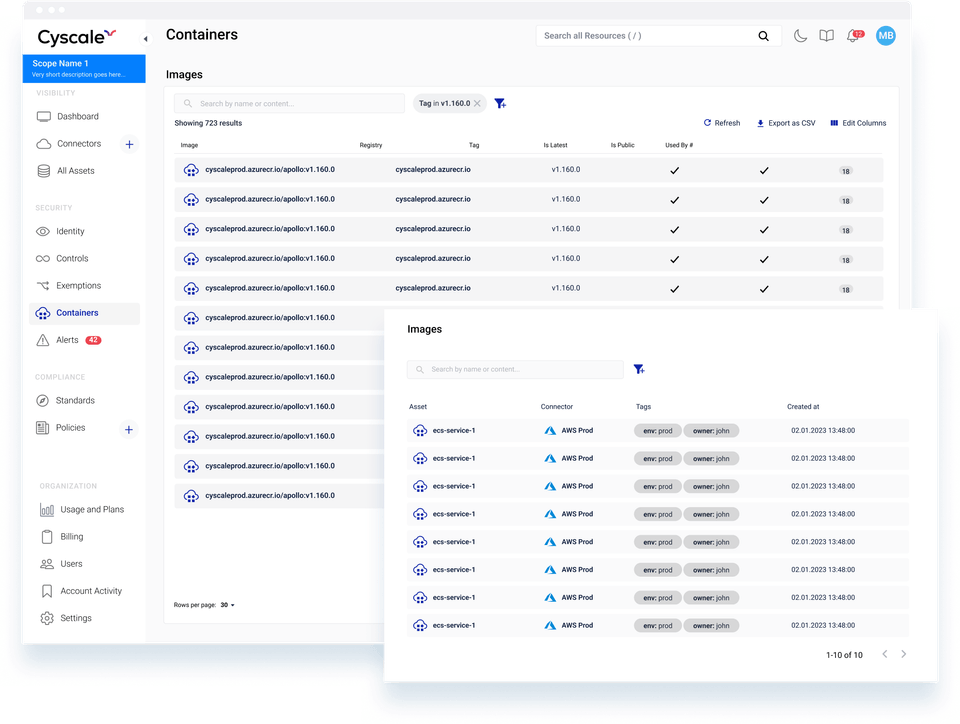 Cyscale
Containers
Search all Resources ( / )
12
MB
Scope Name 1
Very short description goes here...
VISIBILITY
Dashboard
Connectors
All Assets
SECURITY
Identity
Controls
Exemptions
Containers
Alerts 42
COMPLIANCE
Standards
Policies
ORGANIZATION
Usage and Plans
Billing
Users
Account Activity
Settings
Images
Search by name or content...
Tag in v1.160.0
Showing 723 results
Refresh Export as CSV Edit Columns
Image Registry Tag Is Latest Is Public Used By #
cyscaleprod.azurecr.io/apollo:v1.160.0 cyscaleprod.azurecr.io v1.160.0 18
cyscaleprod.azurecr.io/apollo:v1.160.0 cyscaleprod.azurecr.io v1.160.0 18
cyscaleprod.azurecr.io/apollo:v1.160.0 cyscaleprod.azurecr.io v1.160.0 18
cyscaleprod.azurecr.io/apollo:v1.160.0 cyscaleprod.azurecr.io v1.160.0 18
cyscaleprod.azurecr.io/apollo:v1.160.0 cyscaleprod.azurecr.io v1.160.0 18
cyscaleprod.azurecr.io/apollo:v1.160.0
cyscaleprod.azurecr.io/apollo:v1.160.0
cyscaleprod.azurecr.io/apollo:v1.160.0
cyscaleprod.azurecr.io/apollo:v1.160.0
cyscaleprod.azurecr.io/apollo:v1.160.0
cyscaleprod.azurecr.io/apollo:v1.160.0
cyscaleprod.azurecr.io/apollo:v1.160.0
Rows per page: 30
Images
Search by name or content...
Asset Connector Tags Created at
ecs-service-1 AWS Prod env: prod owner: john 02.01.2023 13:48:00
ecs-service-1 AWS Prod env: prod owner: john 02.01.2023 13:48:00
ecs-service-1 AWS Prod env: prod owner: john 02.01.2023 13:48:00
ecs-service-1 AWS Prod env: prod owner: john 02.01.2023 13:48:00
ecs-service-1 AWS Prod env: prod owner: john 02.01.2023 13:48:00
ecs-service-1 AWS Prod env: prod owner: john 02.01.2023 13:48:00
ecs-service-1 AWS Prod env: prod owner: john 02.01.2023 13:48:00
ecs-service-1 AWS Prod env: prod owner: john 02.01.2023 13:48:00
1-10 of 10